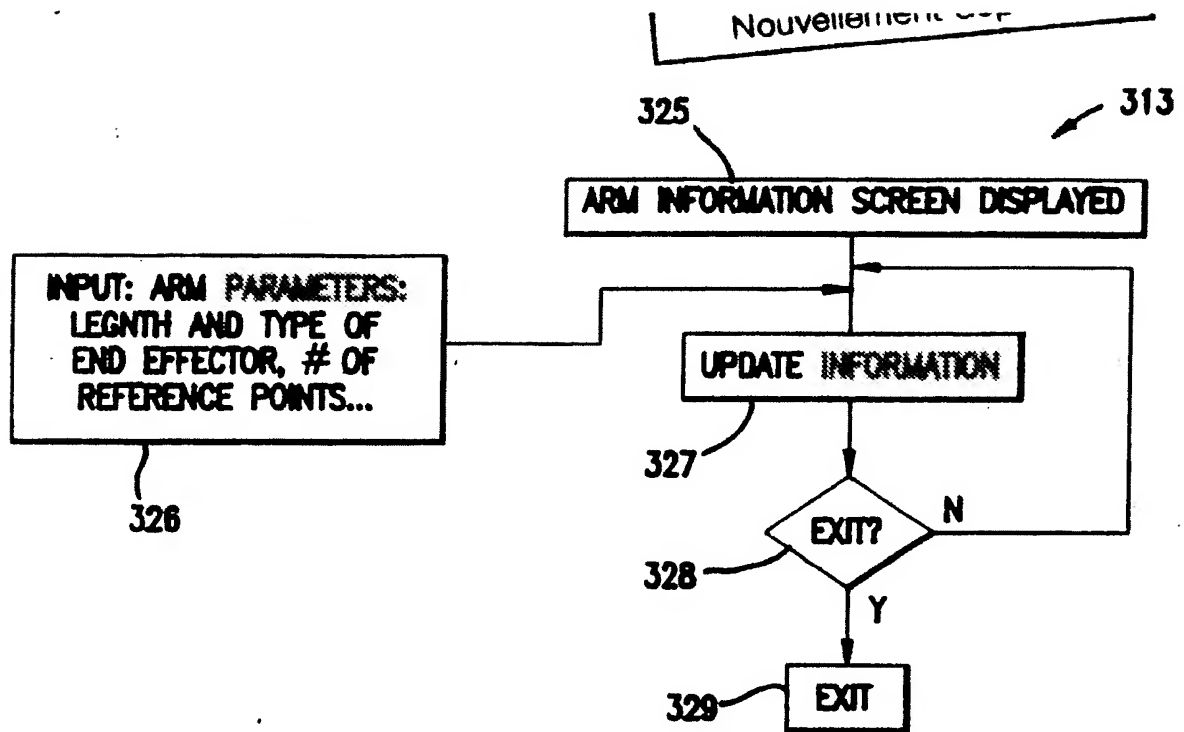 Nouvellement
325
313
ARM INFORMATION SCREEN DISPLAYED
INPUT: ARM PARAMETERS:
LEGNTH AND TYPE OF
END EFFECTOR, # OF
REFERENCE POINTS...
326
UPDATE INFORMATION
327
EXIT?
N
328
Y
EXIT
329